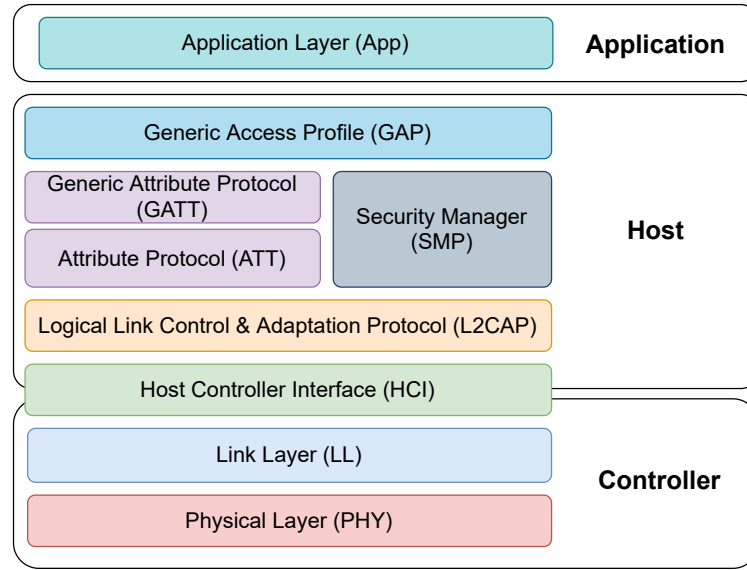 Application Layer (App)
Application
Generic Access Profile (GAP)
Generic Attribute Protocol
(GATT)
Security Manager
(SMP)
Host
Attribute Protocol (ATT)
Logical Link Control & Adaptation Protocol (L2CAP)
Host Controller Interface (HCI)
Link Layer (LL)
Controller
Physical Layer (PHY)